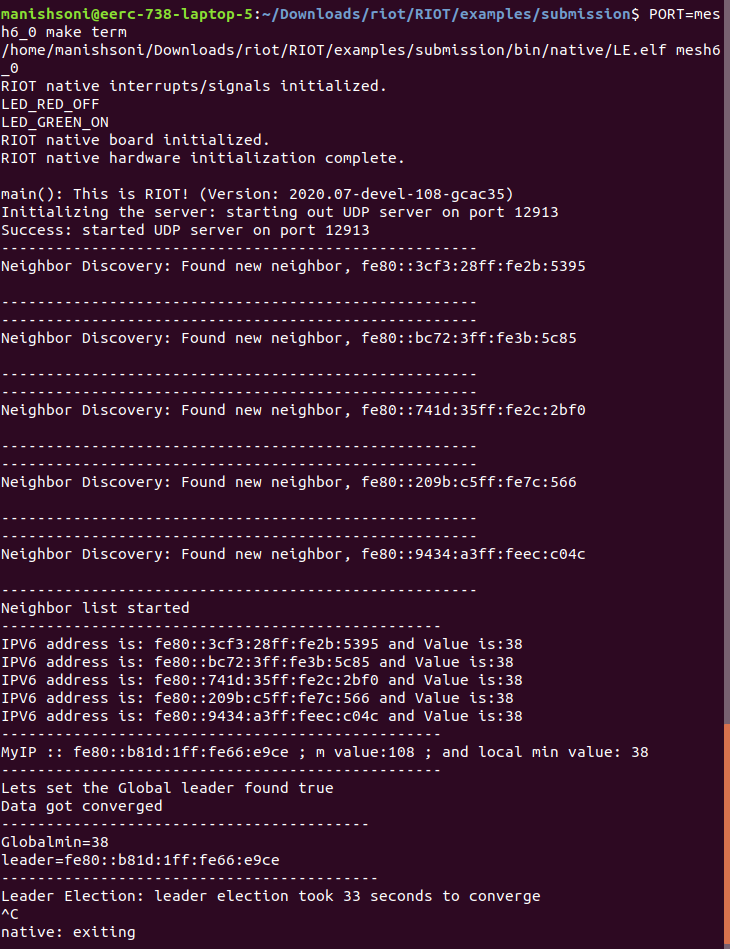 manishsoni@eerc-738-laptop-5:~/Downloads/riot/RIOT/examples/submission$ PORT=mes
h6_0 make term
/home/manishsoni/Downloads/riot/RIOT/examples/submission/bin/native/LE.elf mesh6
_0
RIOT native interrupts/signals initialized.
LED_RED_OFF
LED_GREEN_ON
RIOT native board initialized.
RIOT native hardware initialization complete.

main(): This is RIOT! (Version: 2020.07-devel-108-gcac35)
Initializing the server: starting out UDP server on port 12913
Success: started UDP server on port 12913
-----------------------------------------------------
Neighbor Discovery: Found new neighbor, fe80::3cf3:28ff:fe2b:5395

-----------------------------------------------------
-----------------------------------------------------
Neighbor Discovery: Found new neighbor, fe80::bc72:3ff:fe3b:5c85

-----------------------------------------------------
-----------------------------------------------------
Neighbor Discovery: Found new neighbor, fe80::741d:35ff:fe2c:2bf0

-----------------------------------------------------
-----------------------------------------------------
Neighbor Discovery: Found new neighbor, fe80::209b:c5ff:fe7c:566

-----------------------------------------------------
-----------------------------------------------------
Neighbor Discovery: Found new neighbor, fe80::9434:a3ff:feec:c04c

-----------------------------------------------------
Neighbor list started
-------------------------------------------------
IPV6 address is: fe80::3cf3:28ff:fe2b:5395 and Value is:38
IPV6 address is: fe80::bc72:3ff:fe3b:5c85 and Value is:38
IPV6 address is: fe80::741d:35ff:fe2c:2bf0 and Value is:38
IPV6 address is: fe80::209b:c5ff:fe7c:566 and Value is:38
IPV6 address is: fe80::9434:a3ff:feec:c04c and Value is:38
-------------------------------------------------
MyIP :: fe80::b81d:1ff:fe66:e9ce ; m value:108 ; and local min value: 38
-------------------------------------------------
Lets set the Global leader found true
Data got converged
-----------------------------------------
Globalmin=38
leader=fe80::b81d:1ff:fe66:e9ce
------------------------------------------
Leader Election: leader election took 33 seconds to converge
^C
native: exiting